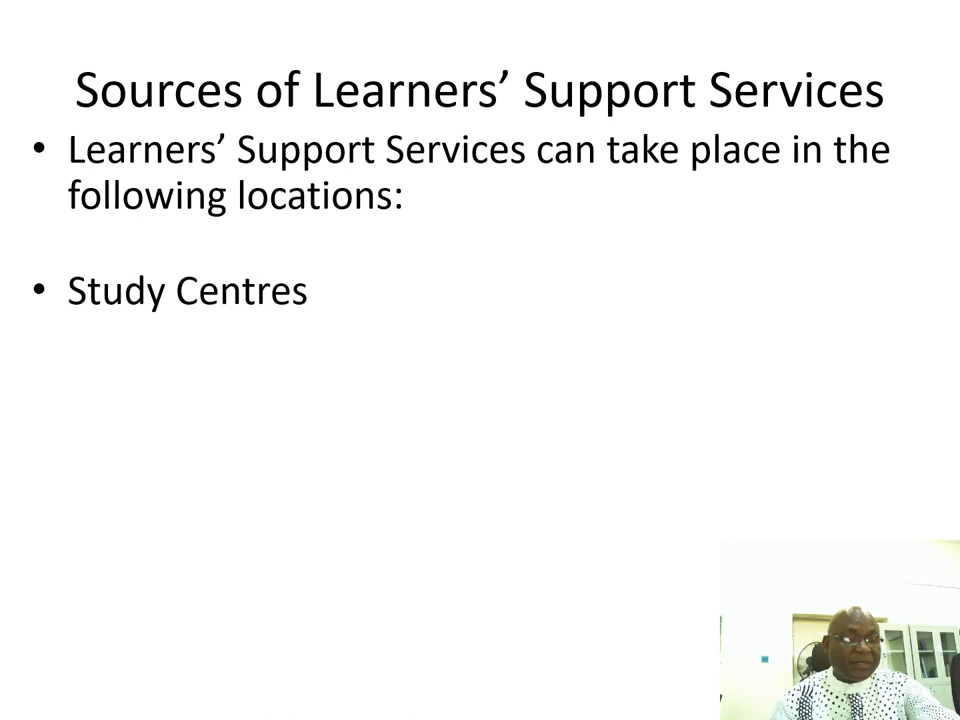 Sources of Learners’ Support Services
• Learners’ Support Services can take place in the
following locations:
• Study Centres